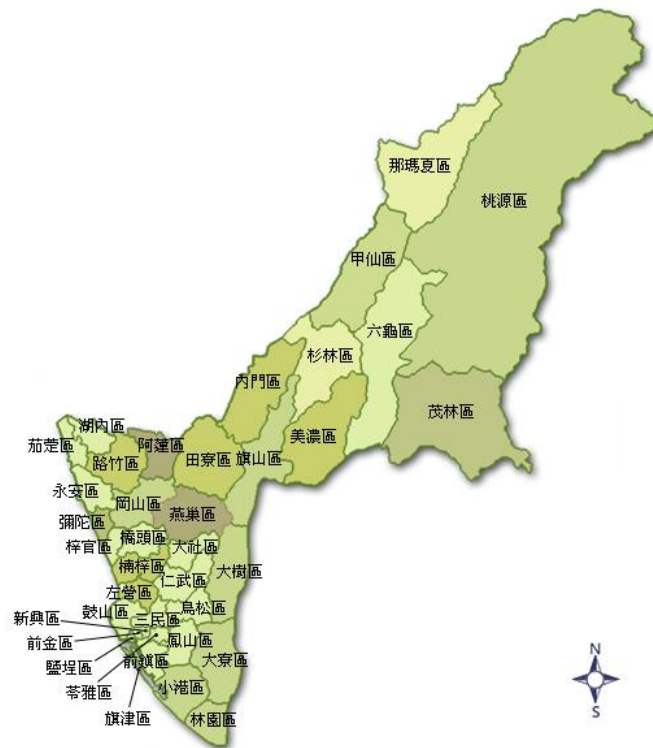 那瑪夏區
桃源區
甲仙區
六龜區
杉林區
內門區
茂林區
美濃區
湖內區
阿蓮區
茄萣區
路竹區
田寮區
旗山區
永安區
岡山區
燕巢區
彌陀區
橋頭區
梓官區
大社區
大樹區
楠梓區
仁武區
左營區
鳥松區
鼓山區
三民區
新興區
鳳山區
前金區
大寮區
前鎮區
鹽埕區
小港區
苓雅區
旗津區
林園區
N
S